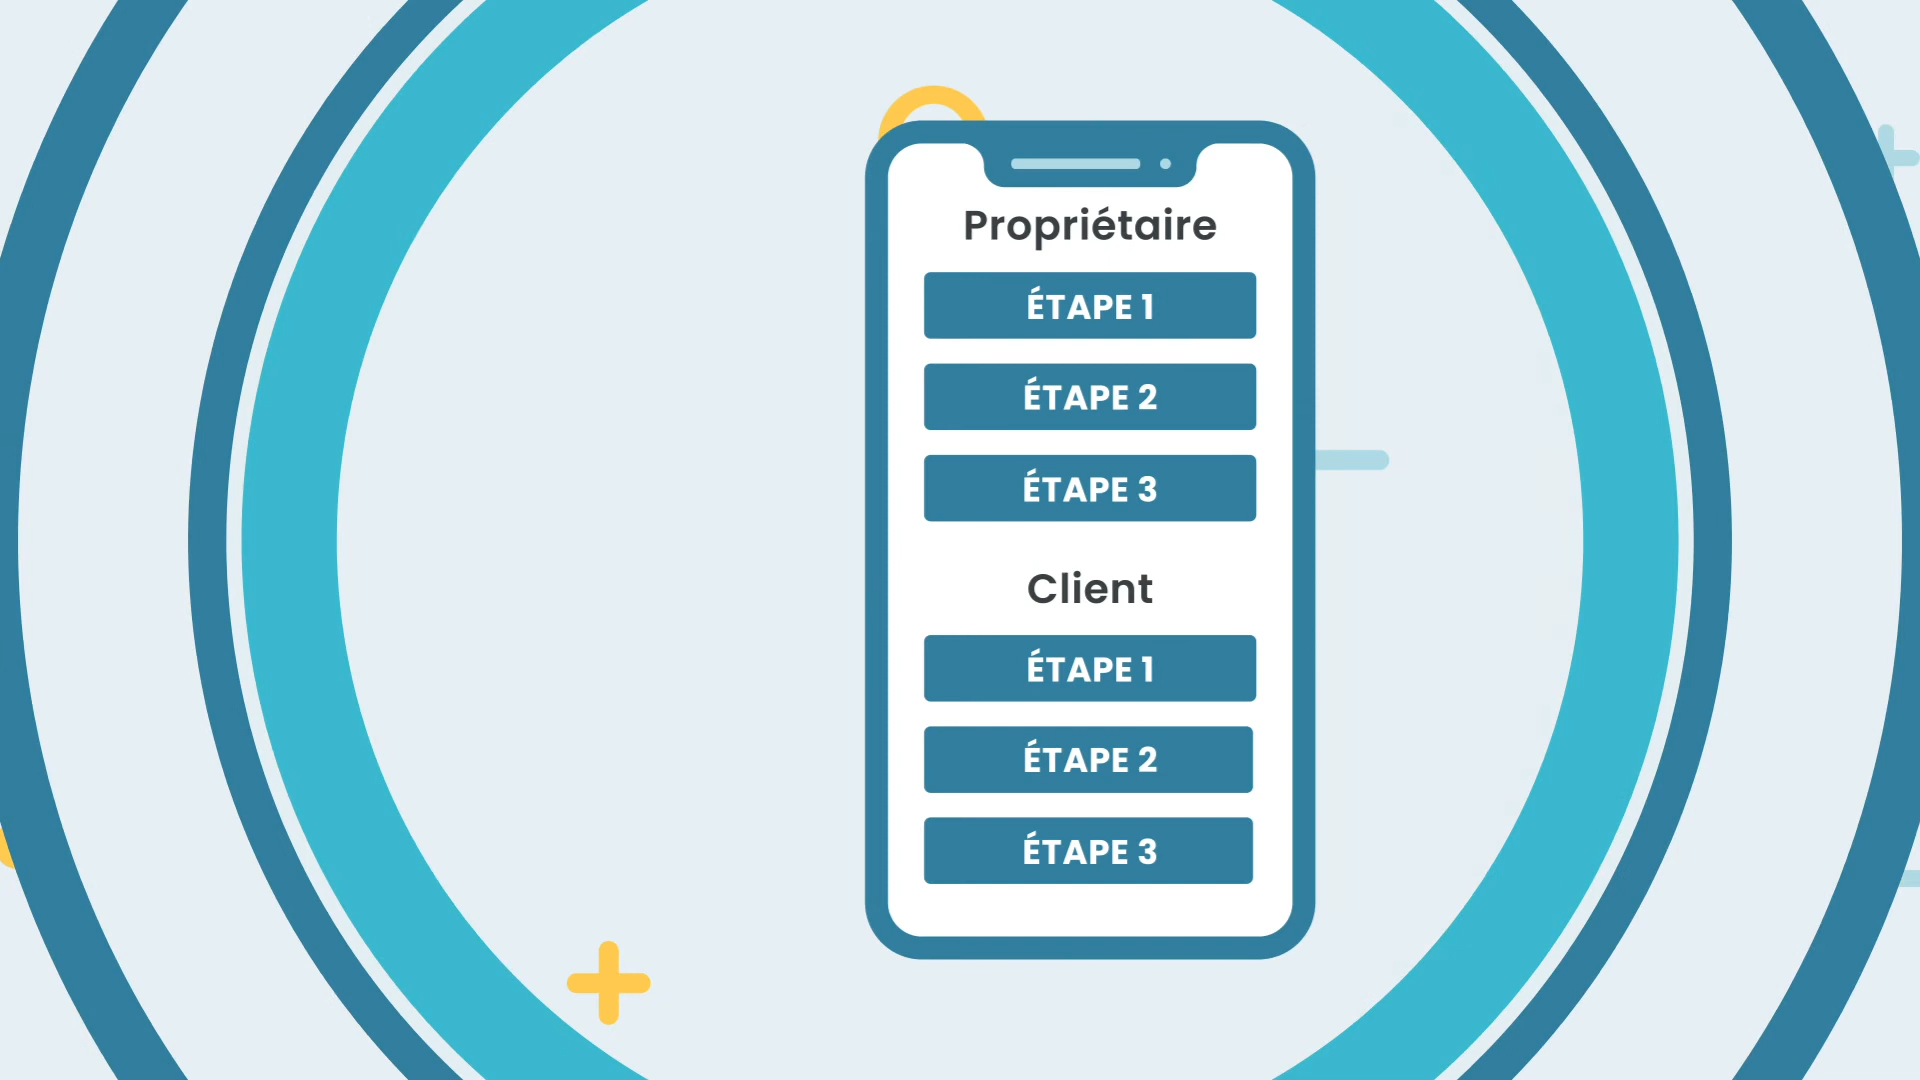 Propriétaire
ÉTAPE 1
ÉTAPE 2
ÉTAPE 3
Client
ÉTAPE 1
ÉTAPE 2
ÉTAPE 3